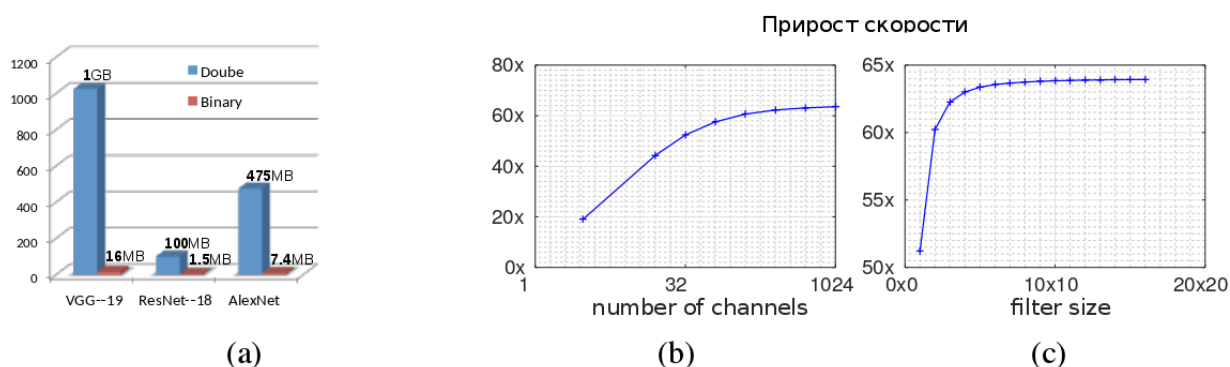 Прирост скорости
1200
1000
800
600
400
200
0
1GB
16MB
100MB
1.5MB
475MB
7.4MB
Doube
Binary
VGG--19 ResNet--18 AlexNet
(a)
80x
60x
40x
20x
0x
1 32 1024
number of channels
(b)
65x
60x
55x
50x
0x0 10x10 20x20
filter size
(c)